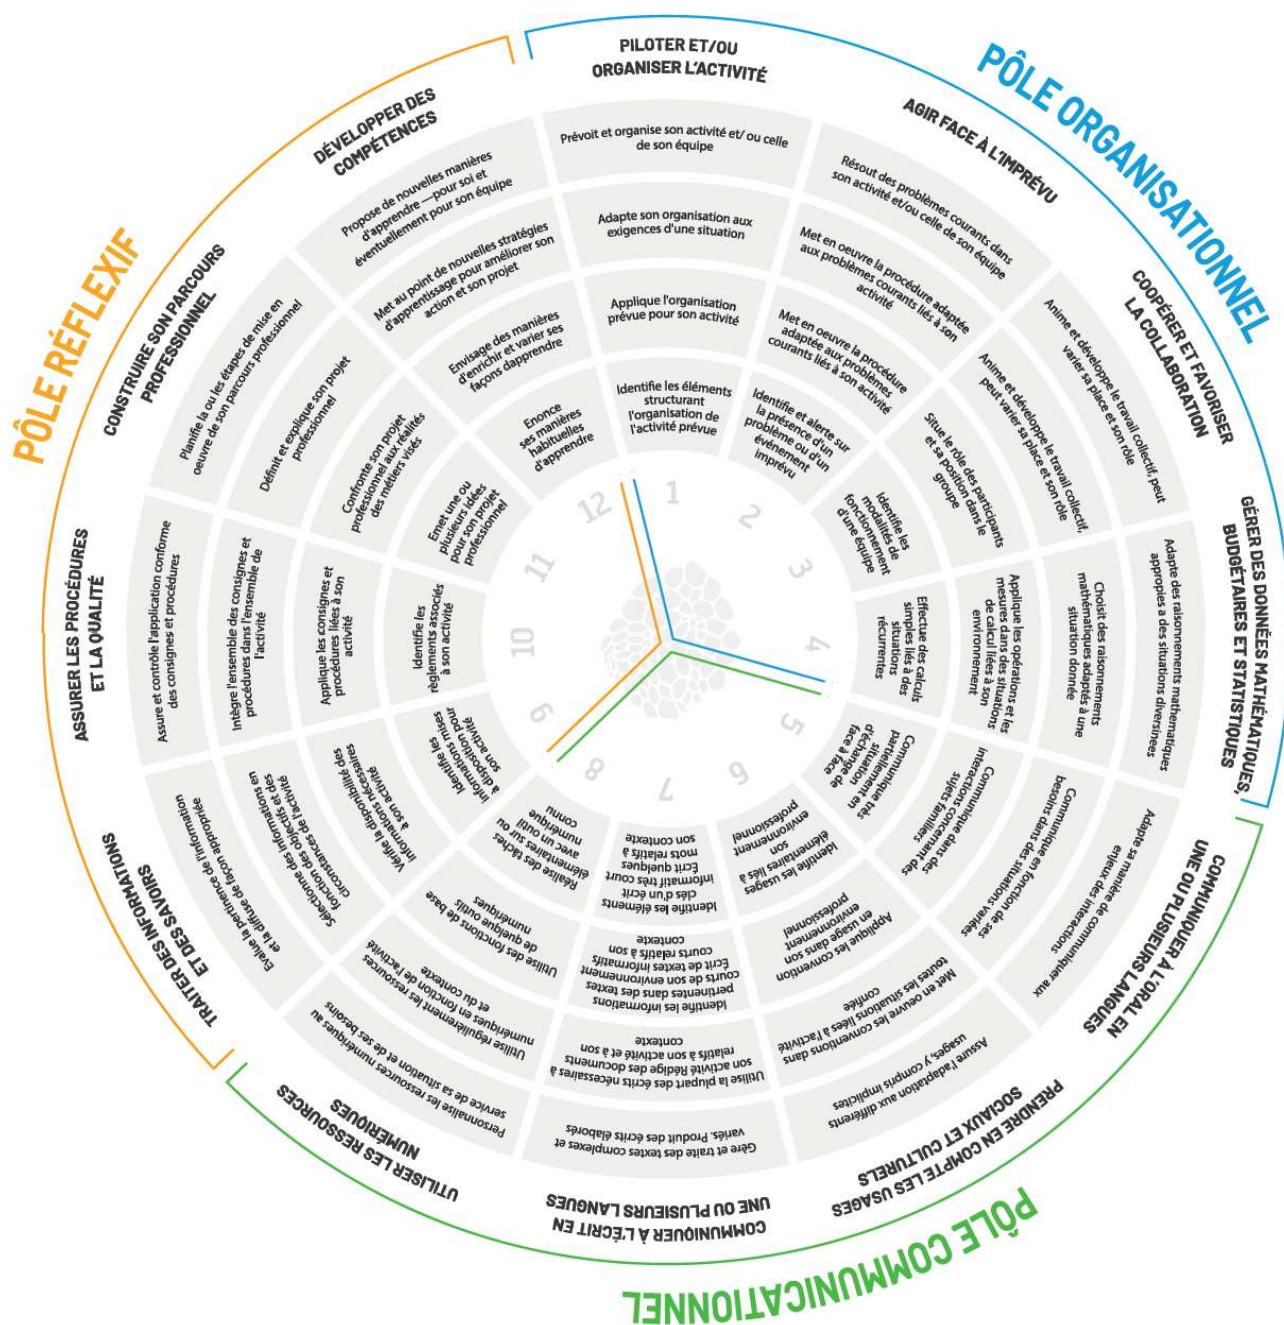 PÔLE ORGANISATIONNEL
PILOTER ET/OU
ORGANISER L'ACTIVITÉ
Prévoit et organise son activité et/ ou celle
de son équipe
Adapte son organisation aux
exigences d'une situation
Applique l'organisation
prévue pour son activité
Identifie les éléments
structurant
l'organisation de
l'activité prévue
1
AGIR FACE À L'IMPRÉVU
Résout des problèmes courants dans
son activité et/ou celle de son équipe
Met en oeuvre la procédure adaptée
aux problèmes courants liés à son
activité
Met en oeuvre la procédure
adaptée aux problèmes
courants liés à son activité
Identifie et alerte sur
la présence d'un
problème ou d'un
événement
imprévu
2
COOPÉRER ET FAVORISER
LA COLLABORATION
Anime et développe le travail collectif, peut
varier sa place et son rôle
Anime et développe le travail collectif,
peut varier sa place et son rôle
Situe le rôle des participants
et sa position dans le
groupe
Identifie les
modalités de
fonctionnement
d'une équipe
3
GÉRER DES DONNÉES MATHÉMATIQUES,
BUDGÉTAIRES ET STATISTIQUES
Adapte des raisonnements mathematiques
appropies a des situations diversinees
Choisit des raisonnements
mathématiques adaptés à une
situation donnée
Applique les opérations et les
mesures dans des situations
de calcul liées à son
environnement
Effectue des calculs
simples liés à des
situations
récurrentes
4
PÔLE COMMUNICATIONNEL
COMMUNIQUER À L'ORAL EN
UNE OU PLUSIEURS LANGUES
Adapte sa manière de communiquer aux
enjeux des interactions
Communique en fonction de ses
besoins dans des situations variées
Communique dans des
interactions concernant des
sujets familiers
Communique très
partiellement en
situation
d'échange de
face à face
5
PRENDRE EN COMPTE LES USAGES
SOCIAUX ET CULTURELS
Assure l'adaptation aux différents
usages, y compris implicites
Met en oeuvre les conventions dans
toutes les situations liées à l'activité
confiée
Applique les convention
en usage dans son
environnement
professionnel
Identifie les usages
élémentaires liés à
son
environnement
professionnel
6
COMMUNIQUER À L'ÉCRIT EN
UNE OU PLUSIEURS LANGUES
Gère et traite des textes complexes et
variés. Produit des écrits élaborés
Utilise la plupart des écrits nécessaires à
son activité Rédige des documents
relatifs à son activité et à son
contexte
Identifie les informations
pertinentes dans des textes
courts de son environnement
Écrit de textes informatifs
courts relatifs à son
contexte
Identifie les éléments
clés d'un écrit
informatif très court
Écrit quelques
mots relatifs à
son contexte
7
UTILISER LES RESSOURCES
NUMÉRIQUES
Personnalise les ressources numériques au
service de sa situation et de ses besoins
Utilise régulièrement les ressources
numériques en fonction de l'activité
et du contexte
Utilise des fonctions de base
de quelque outils
numériques
Réalise des tâches
élémentaires sur ou
avec un outil
numérique
connu
8
PÔLE RÉFLEXIF
TRAITER DES INFORMATIONS
ET DES SAVOIRS
Evalue la pertinence de l'information
et la diffuse de façon appropriée
Sélectionne des informations en
fonction des objectifs et des
circonstances de l'activité
Vérifie la disponibilité des
informations nécessaires
à son activité
Identifie les
informations mises
à disposition pour
son activité
9
ASSURER LES PROCÉDURES
ET LA QUALITÉ
Assure et contrôle l'application conforme
des consignes et procédures
Intègre l'ensemble des consignes et
procédures dans l'ensemble de
l'activité
Applique les consignes et
procédures liées à son
activité
Identifie les
règlements associés
à son activité
10
CONSTRUIRE SON PARCOURS
PROFESSIONNEL
Planifie la ou les étapes de mise en
oeuvre de son parcours professionnel
Définit et explique son projet
professionnel
Confronte son projet
professionnel aux réalités
des métiers visés
Emet une ou
plusieurs idées
pour son projet
professionnel
11
DÉVELOPPER DES
COMPÉTENCES
Propose de nouvelles manières
d'apprendre —pour soi et
éventuellement pour son équipe
Met au point de nouvelles stratégies
d'apprentissage pour améliorer son
action et son projet
Envisage des manières
d'enrichir et varier ses
façons dapprendre
Enonce
ses manières
habituelles
d'apprendre
12